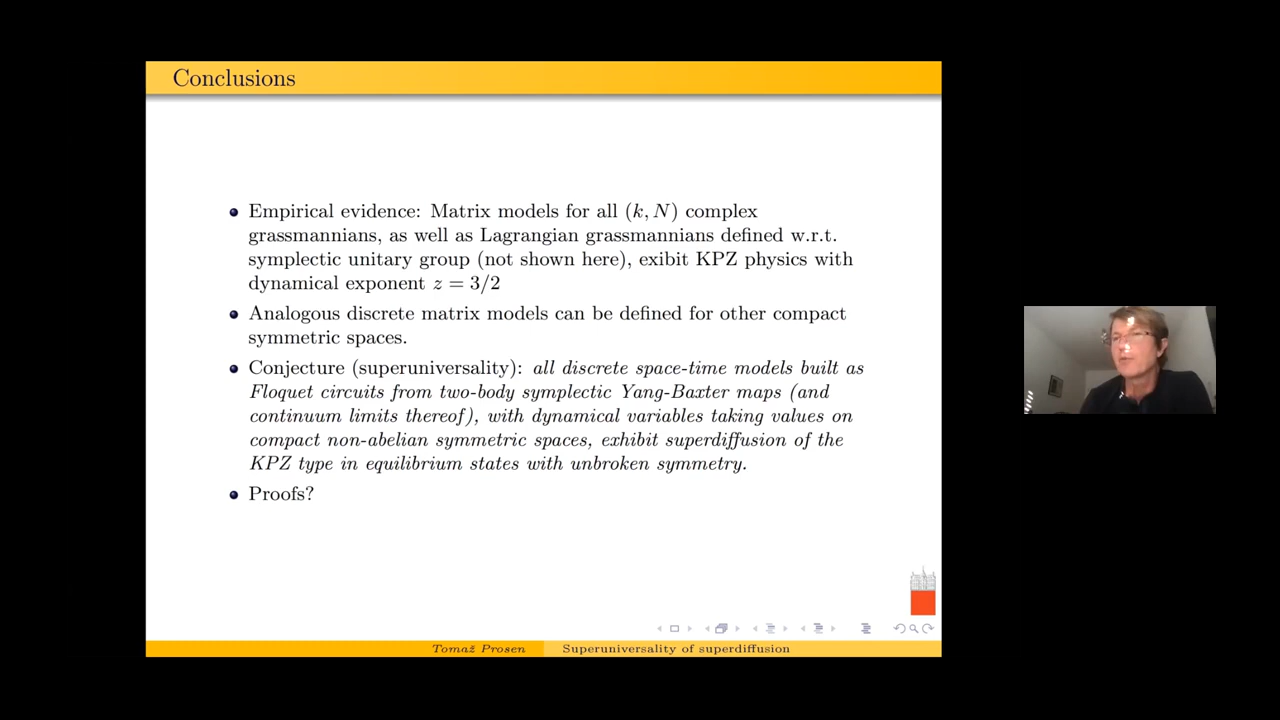 Conclusions
Empirical evidence: Matrix models for all (k, N) complex
grassmannians, as well as Lagrangian grassmannians defined w.r.t.
symplectic unitary group (not shown here), exibit KPZ physics with
dynamical exponent z = 3/2
Analogous discrete matrix models can be defined for other compact
symmetric spaces.
Conjecture (superuniversality): all discrete space-time models built as
Floquet circuits from two-body symplectic Yang-Baxter maps (and
continuum limits thereof), with dynamical variables taking values on
compact non-abelian symmetric spaces, exhibit superdiffusion of the
KPZ type in equilibrium states with unbroken symmetry.
Proofs?
Tomaž Prosen Superuniversality of superdiffusion